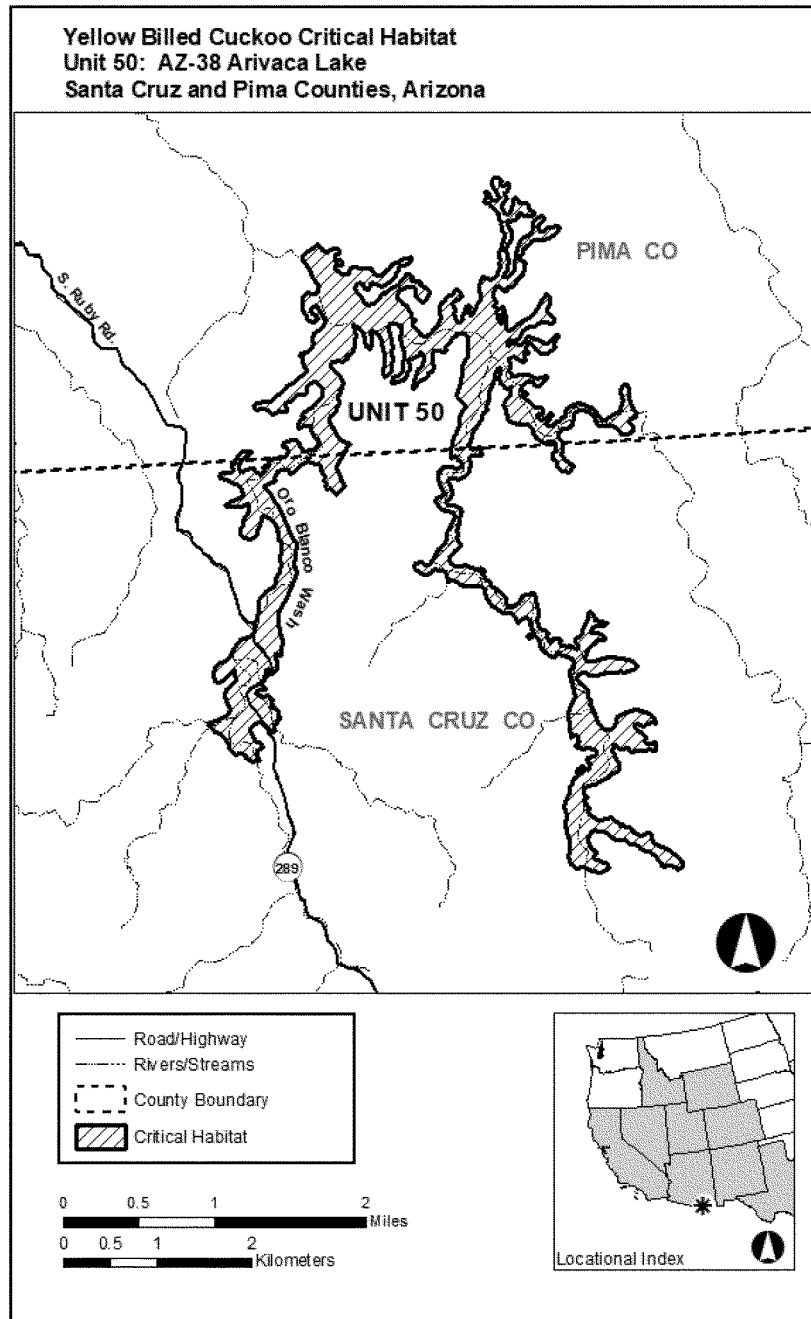 Yellow Billed Cuckoo Critical Habitat
Unit 50: AZ-38 Arivaca Lake
Santa Cruz and Pima Counties, Arizona
PIMA CO
S. Ruby Rd.
UNIT 50
Oro Blanco Wash
SANTA CRUZ CO
289
Road/Highway
Rivers/Streams
County Boundary
Critical Habitat
0 0.5 1 2
Miles
0 0.5 1 2
Kilometers
Locational Index